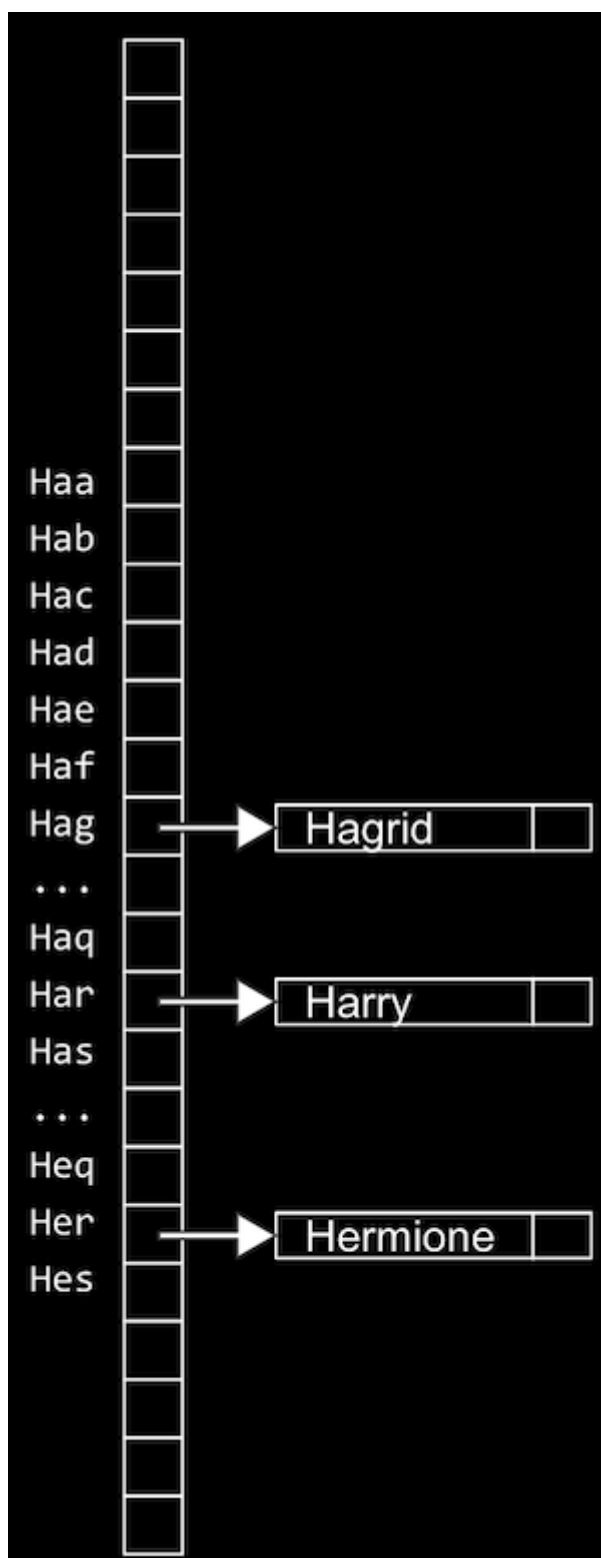 Haa
Hab
Hac
Had
Hae
Haf
Hag Hagrid
...
Haq
Har Harry
Has
...
Heq
Her Hermione
Hes